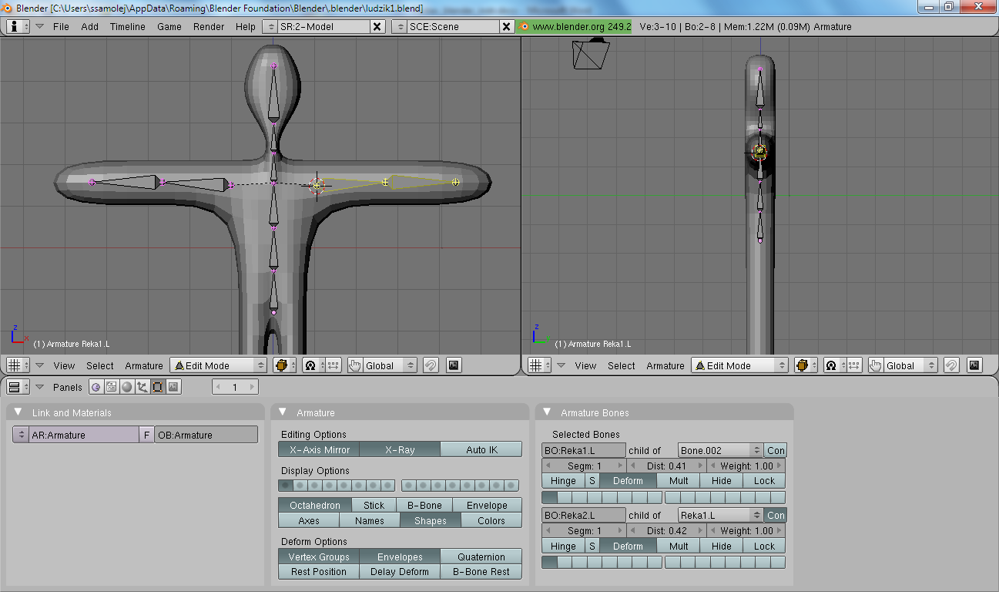 Blender [C:\Users\ssamolej\AppData\Roaming\Blender Foundation\Blender\.blender\ludzik1.blend]
File Add Timeline Game Render Help SR:2-Model SCE:Scene www.blender.org 249.2 Ve:3-10 | Bo:2-8 | Mem:1.22M (0.09M) Armature
z
x
(1) Armature Reka1.L
z
(1) Armature Reka1.L
View Select Armature Edit Mode Global
View Select Armature Edit Mode Global
Panels 1
Link and Materials
AR:Armature F OB:Armature
Armature
Editing Options
X-Axis Mirror X-Ray Auto IK
Display Options
Octahedron Stick B-Bone Envelope
Axes Names Shapes Colors
Deform Options
Vertex Groups Envelopes Quaternion
Rest Position Delay Deform B-Bone Rest
Armature Bones
Selected Bones
BO:Reka1.L child of Bone.002 Con
Segm: 1 Dist: 0.41 Weight: 1.00
Hinge S Deform Mult Hide Lock
BO:Reka2.L child of Reka1.L Con
Segm: 1 Dist: 0.42 Weight: 1.00
Hinge S Deform Mult Hide Lock